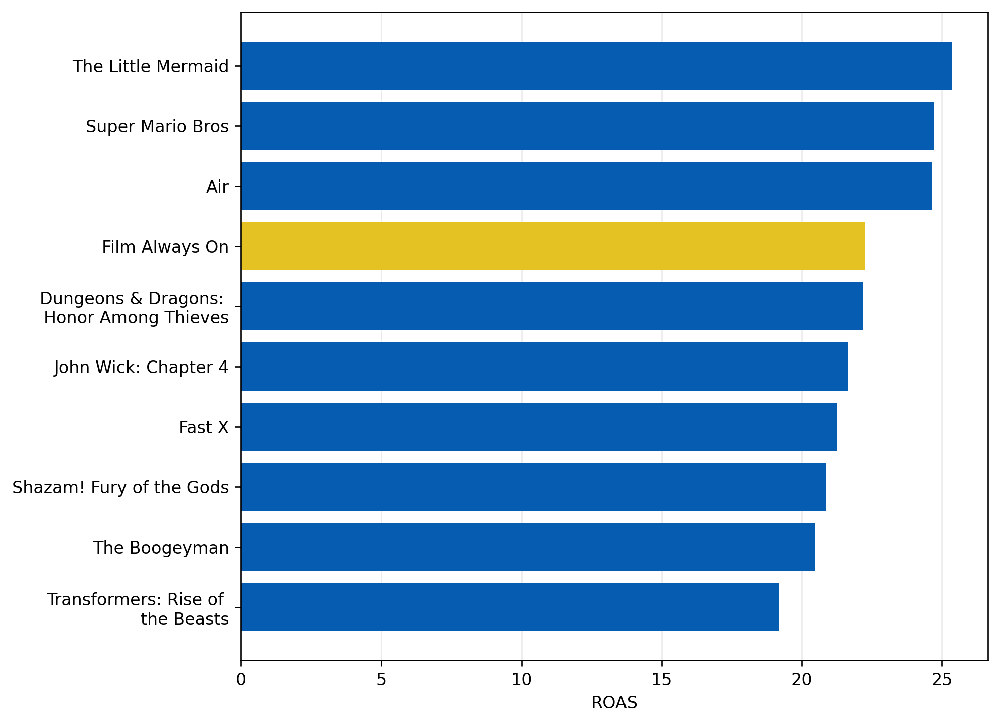 The Little Mermaid
Super Mario Bros
Air
Film Always On
Dungeons & Dragons:
Honor Among Thieves
John Wick: Chapter 4
Fast X
Shazam! Fury of the Gods
The Boogeyman
Transformers: Rise of
the Beasts
0 5 10 15 20 25
ROAS